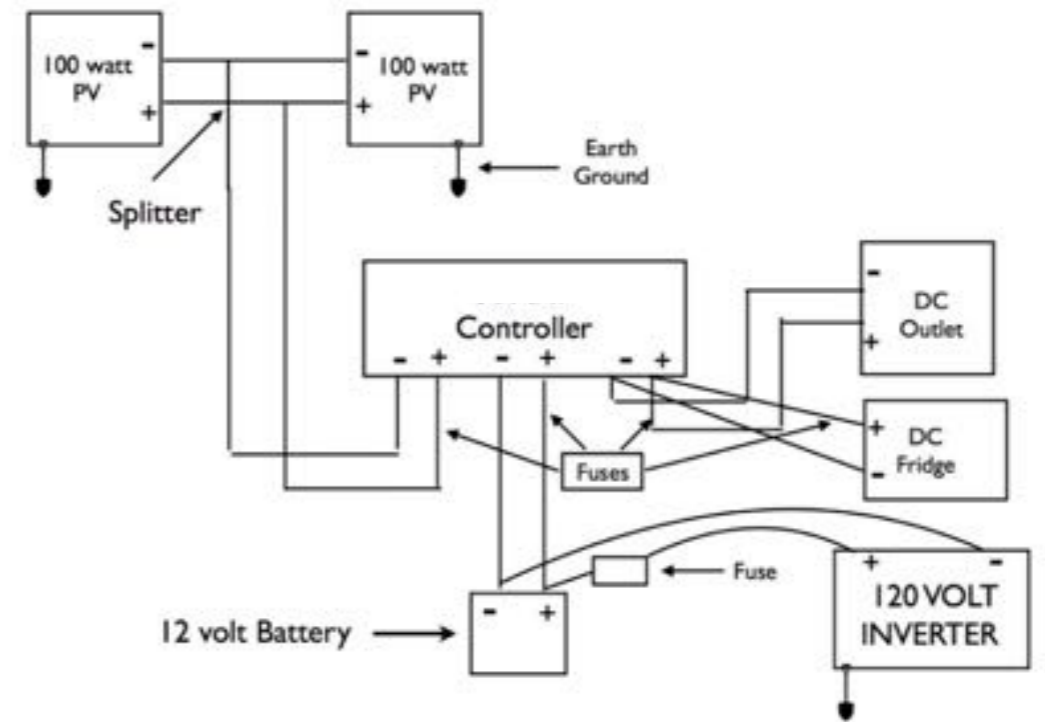 -
100 watt
PV
+
-
100 watt
PV
+
Earth
Ground
Splitter
Controller
- + - + - +
-
DC
Outlet
+
+
DC
Fridge
-
Fuses
Fuse
+ -
120 VOLT
INVERTER
- +
12 volt Battery